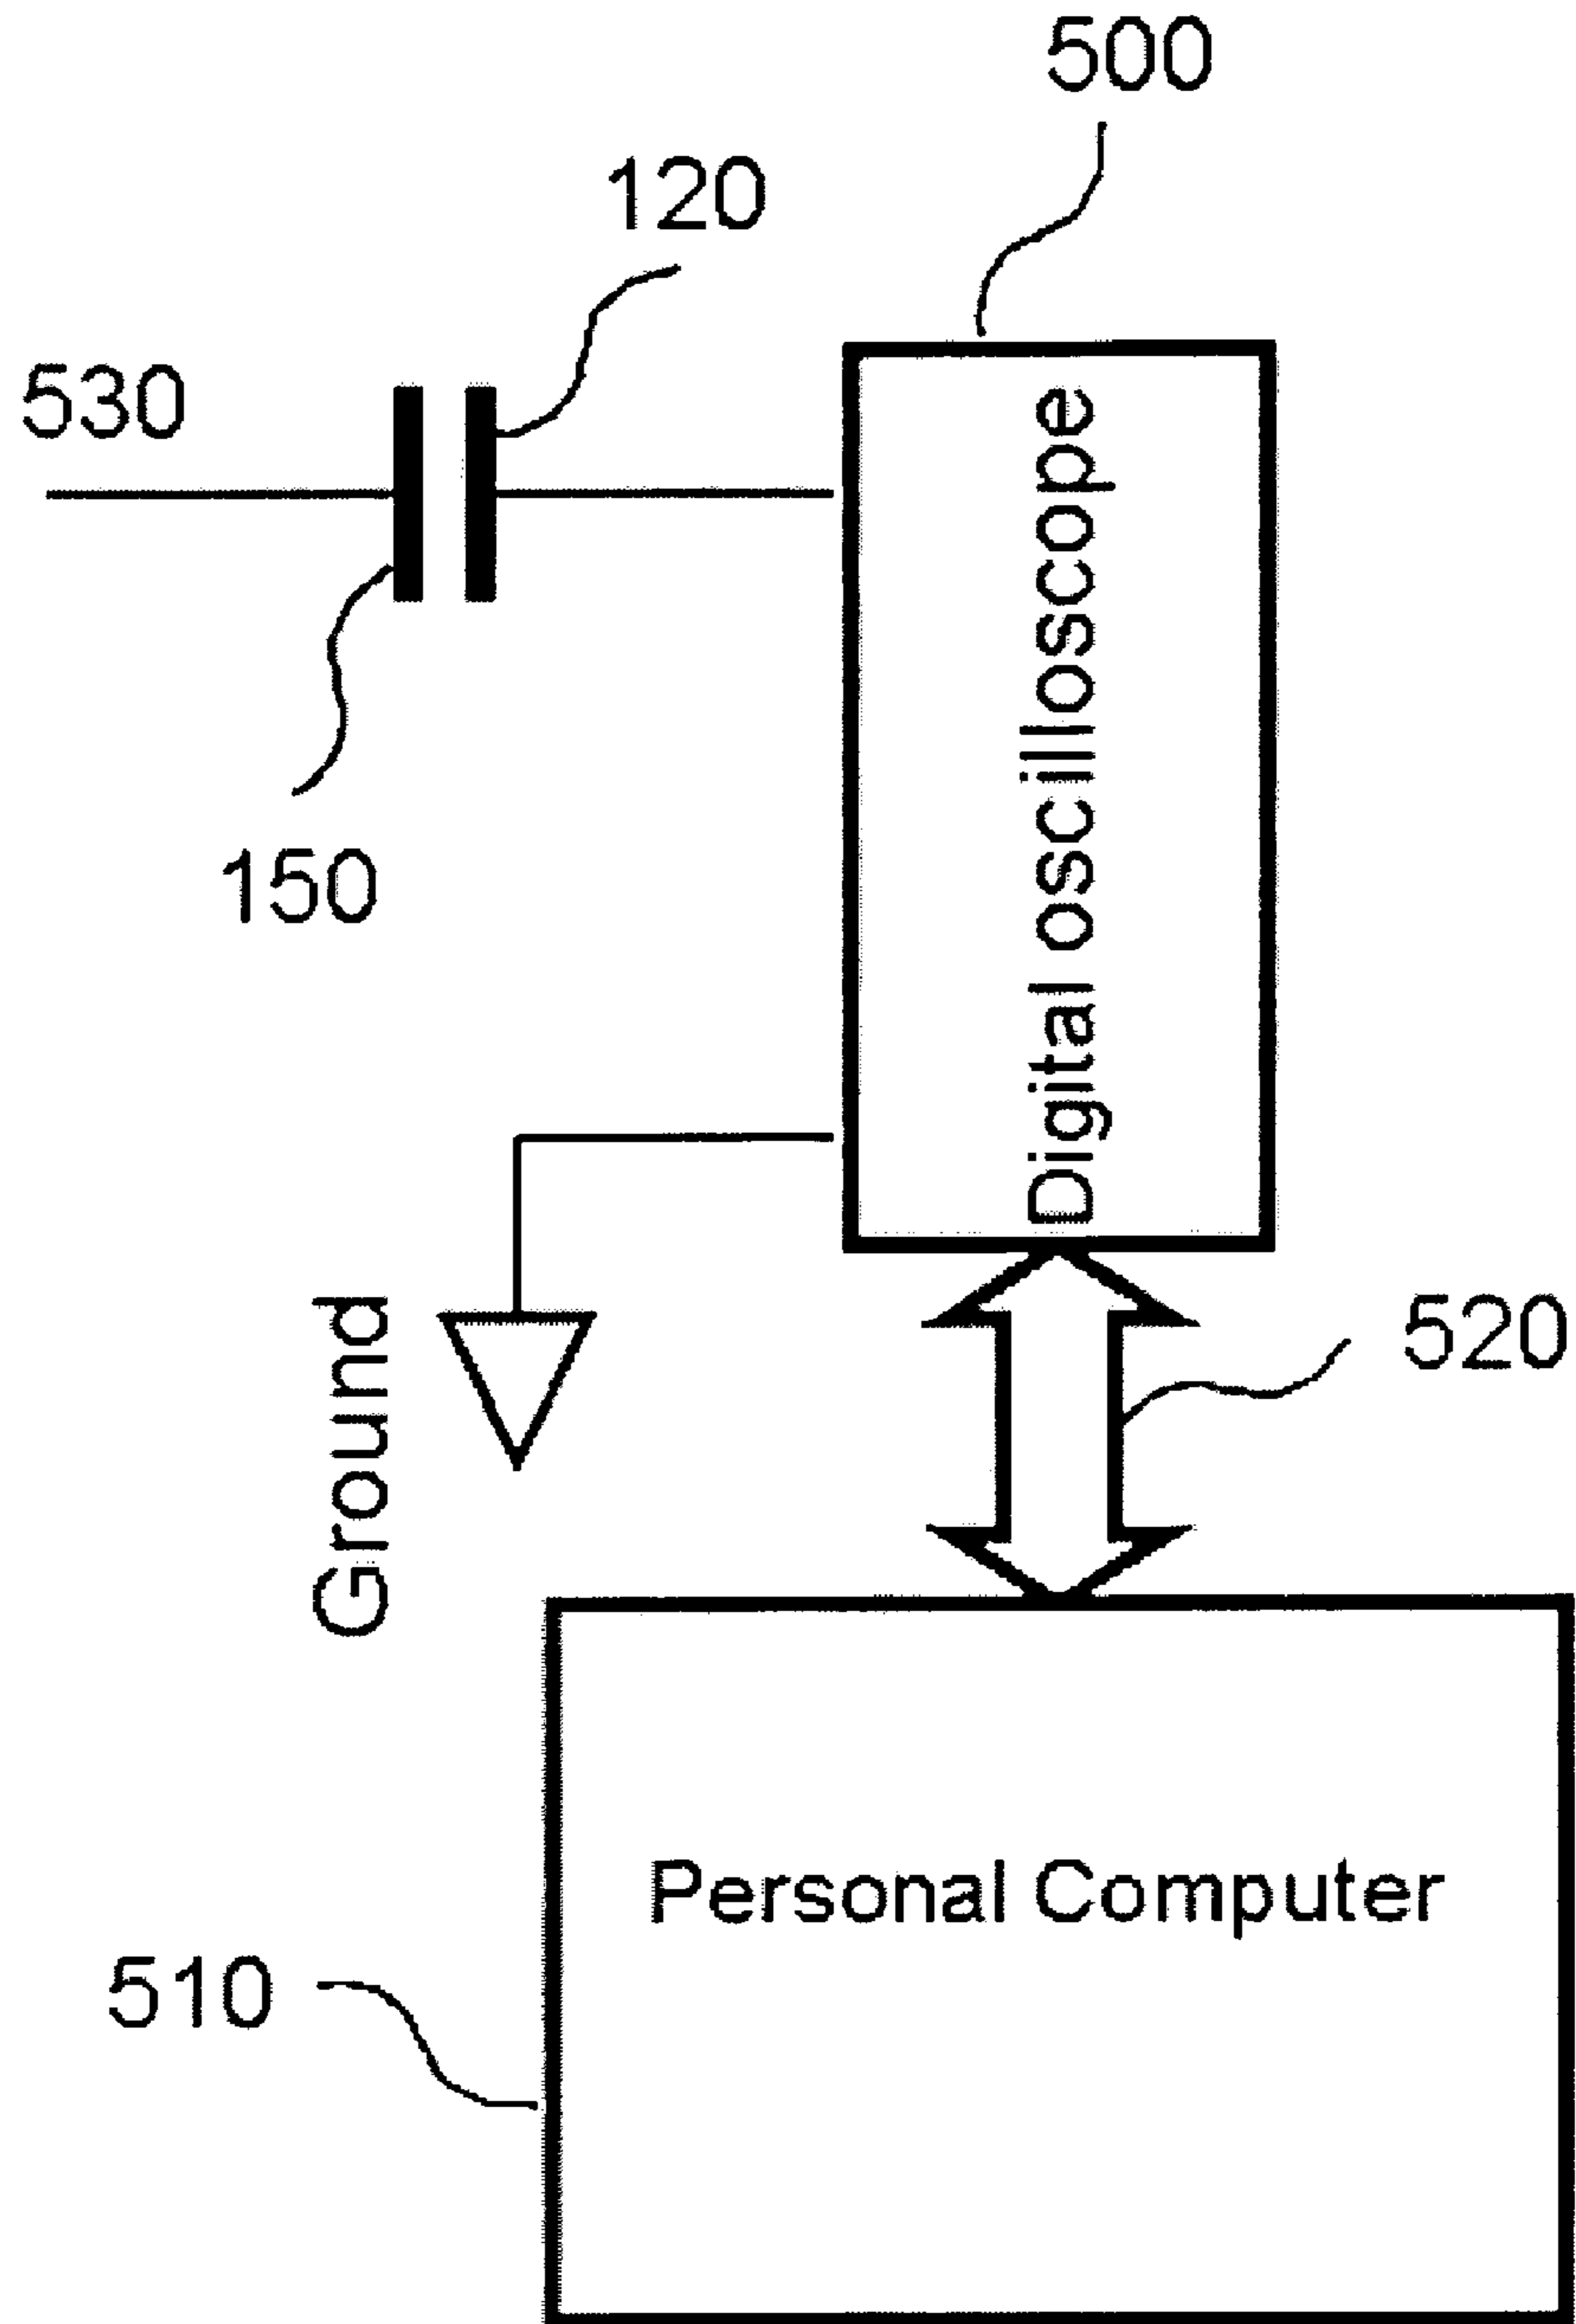 500
120
530
Digital oscilloscope
150
Ground
520
Personal Computer
510